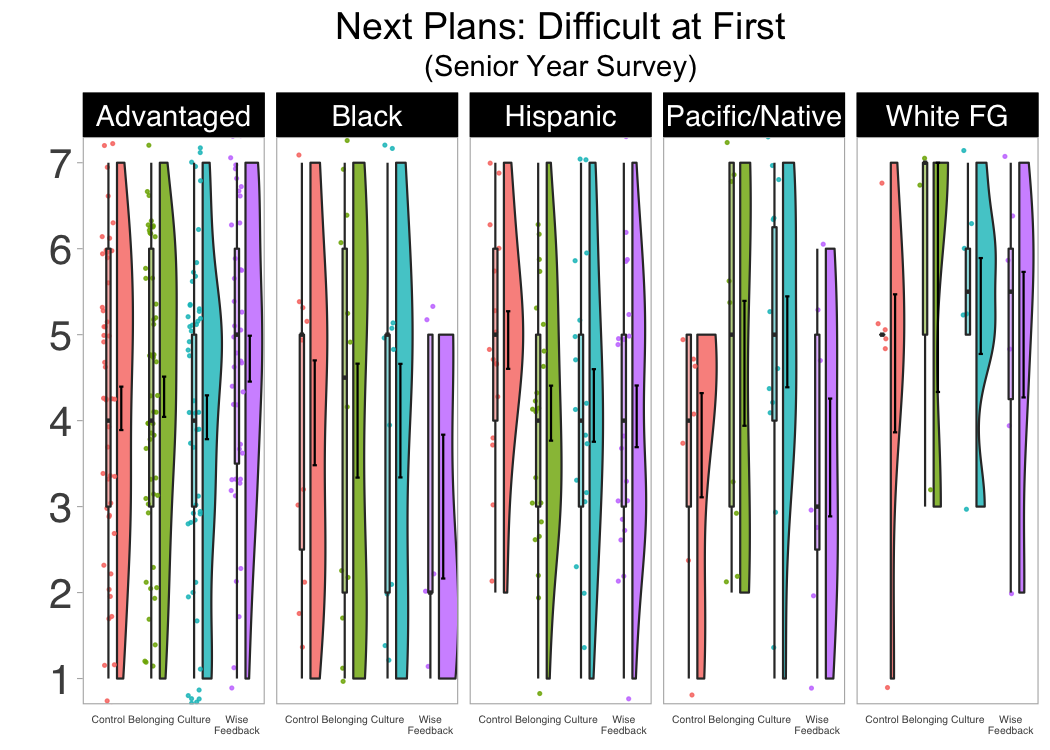 Next Plans: Difficult at First
(Senior Year Survey)
Advantaged Black Hispanic Pacific/Native White FG
7
6
5
4
3
2
1
Control Belonging Culture Wise Feedback Control Belonging Culture Wise Feedback Control Belonging Culture Wise Feedback Control Belonging Culture Wise Feedback Control Belonging Culture Wise Feedback